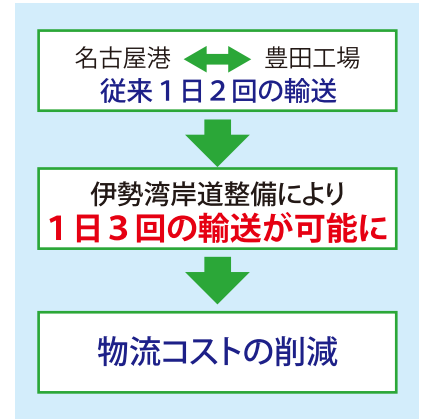 名古屋港 豊田工場
従来1日2回の輸送
伊勢湾岸道整備により
1日3回の輸送が可能に
物流コストの削減